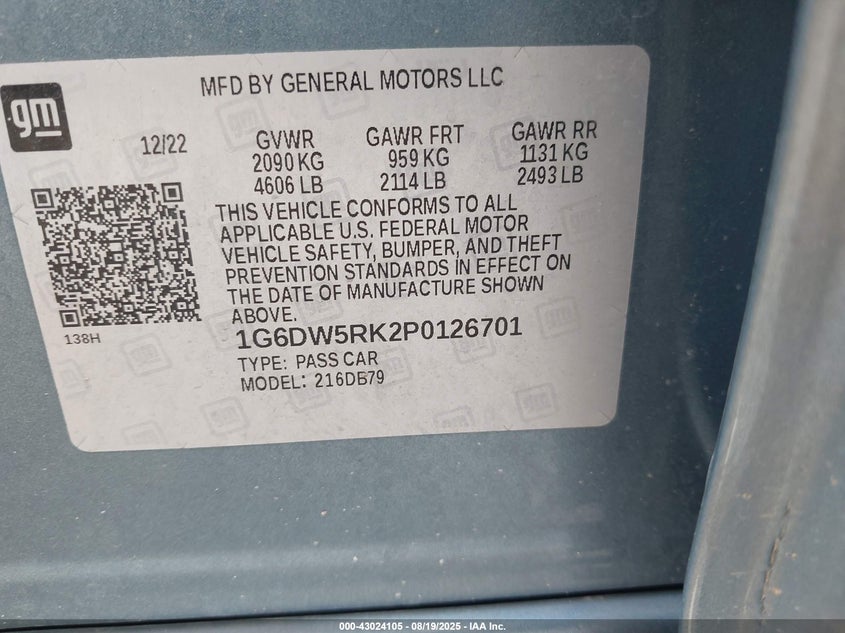 gm
MFD BY GENERAL MOTORS LLC
12/22
GVWR GAWR FRT GAWR RR
2090 KG 959 KG 1131 KG
4606 LB 2114 LB 2493 LB
THIS VEHICLE CONFORMS TO ALL
APPLICABLE U.S. FEDERAL MOTOR
VEHICLE SAFETY, BUMPER, AND THEFT
PREVENTION STANDARDS IN EFFECT ON
THE DATE OF MANUFACTURE SHOWN
ABOVE.
138H
1G6DW5RK2P0126701
TYPE: PASS CAR
MODEL: 216DB79
000-43024105 - 08/19/2025 - IAA Inc.